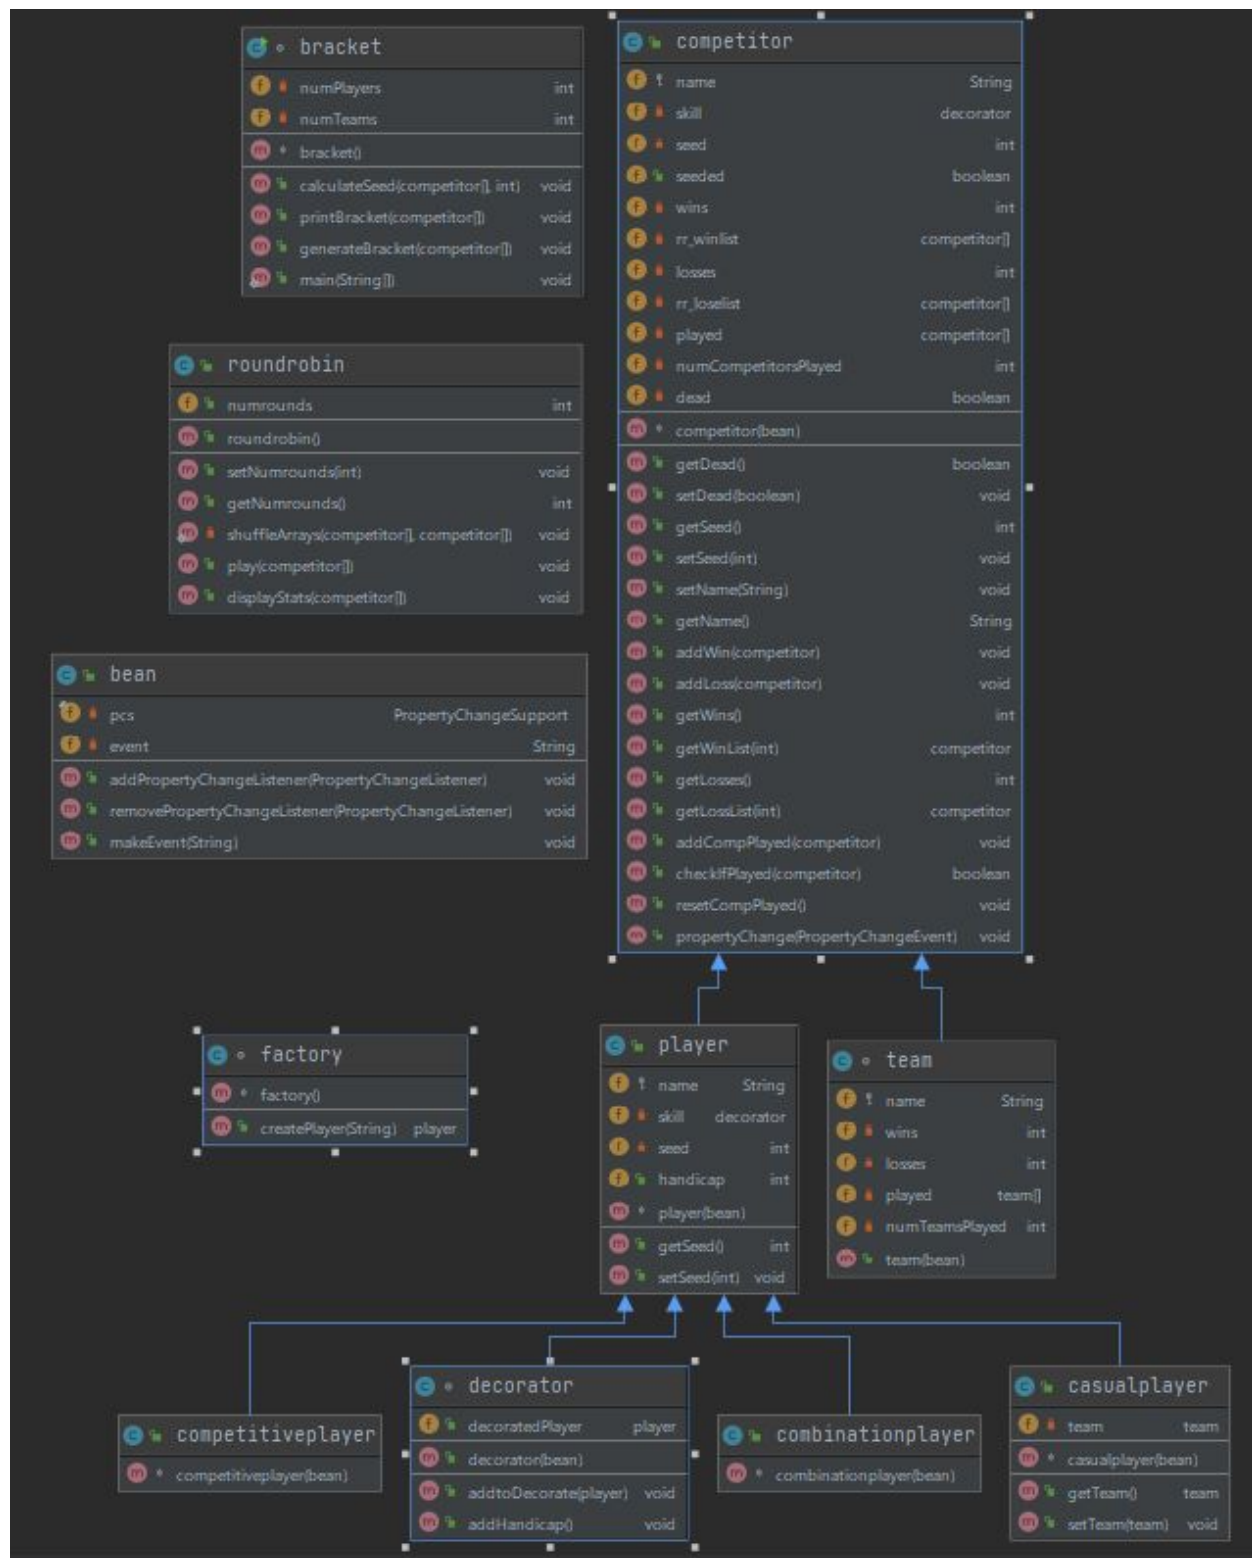 bracket
numPlayers int
numTeams int
bracket()
calculateSeed(competitor[], int) void
printBracket(competitor[]) void
generateBracket(competitor[]) void
main(String[]) void
roundrobin
numrounds int
roundrobin()
setNumrounds(int) void
getNumrounds() int
shuffleArrays(competitor[], competitor[]) void
play(competitor[]) void
displayStats(competitor[]) void
bean
pcs PropertyChangeSupport
event String
addPropertyChangeListener(PropertyChangeListener) void
removePropertyChangeListener(PropertyChangeListener) void
makeEvent(String) void
competitor
name String
skill decorator
seed int
seeded boolean
wins int
rr_winlist competitor[]
losses int
rr_loselist competitor[]
played competitor[]
numCompetitorsPlayed int
dead boolean
competitor(bean)
getDead() boolean
setDead(boolean) void
getSeed() int
setSeed(int) void
setName(String) void
getName() String
addWin(competitor) void
addLoss(competitor) void
getWins() int
getWinList(int) competitor
getLosses() int
getLossList(int) competitor
addCompPlayed(competitor) void
checkIfPlayed(competitor) boolean
resetCompPlayed() void
propertyChange(PropertyChangeEvent) void
factory
factory()
createPlayer(String) player
player
name String
skill decorator
seed int
handicap int
player(bean)
getSeed() int
setSeed(int) void
team
name String
wins int
losses int
played team[]
numTeamsPlayed int
team(bean)
competitiveplayer
competitiveplayer(bean)
decorator
decoratedPlayer player
decorator(bean)
addtoDecorate(player) void
addHandicap() void
combinationplayer
combinationplayer(bean)
casualplayer
team team
casualplayer(bean)
getTeam() team
setTeam(team) void